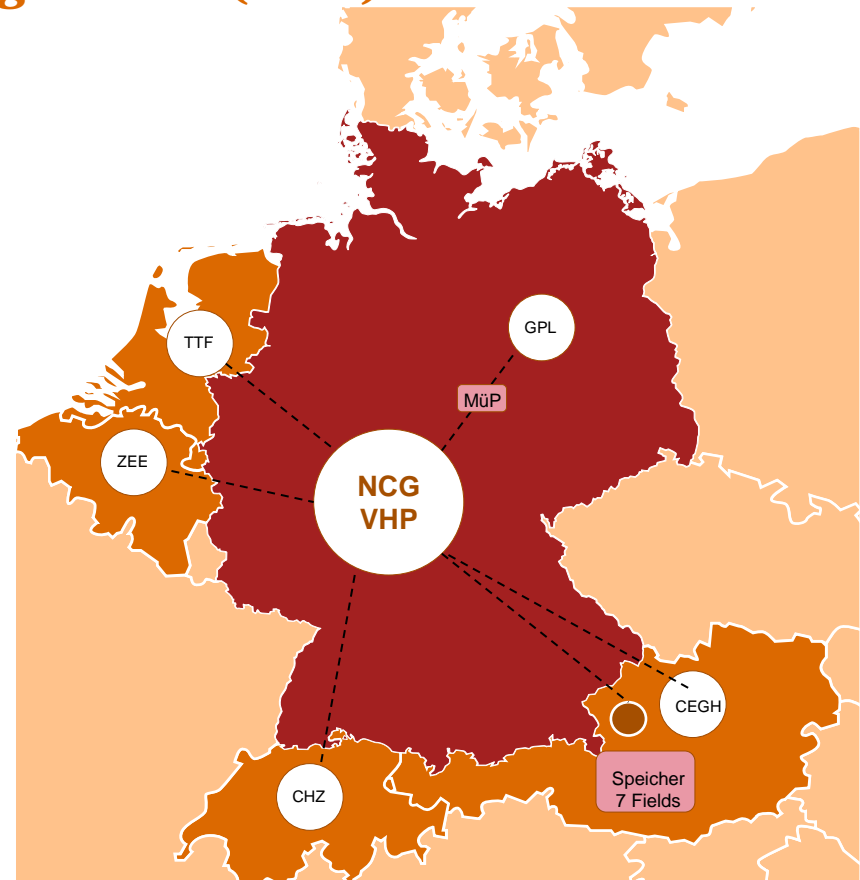 GPL
TTF
MüP
ZEE
NCG
VHP
CEGH
Speicher
7 Fields
CHZ